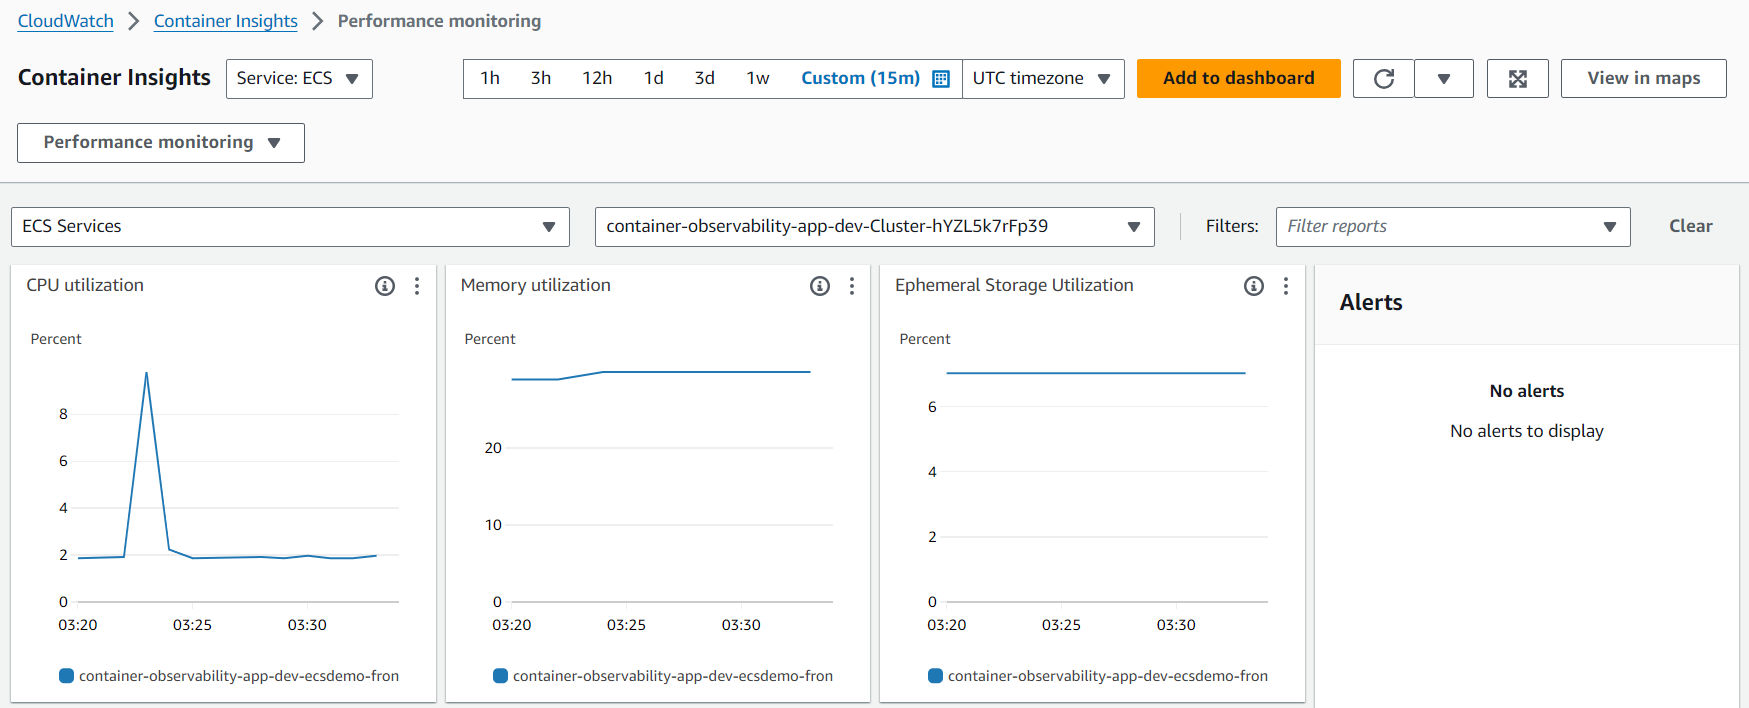 CloudWatch > Container Insights > Performance monitoring
Container Insights Service: ECS 1h 3h 12h 1d 3d 1w Custom (15m) UTC timezone Add to dashboard View in maps
Performance monitoring
ECS Services container-observability-app-dev-Cluster-hYZL5k7rFp39 Filters: Filter reports Clear
CPU utilization
Percent
8
6
4
2
0
03:20 03:25 03:30
container-observability-app-dev-ecsdemo-fron
Memory utilization
Percent
20
10
0
03:20 03:25 03:30
container-observability-app-dev-ecsdemo-fron
Ephemeral Storage Utilization
Percent
6
4
2
0
03:20 03:25 03:30
container-observability-app-dev-ecsdemo-fron
Alerts
No alerts
No alerts to display